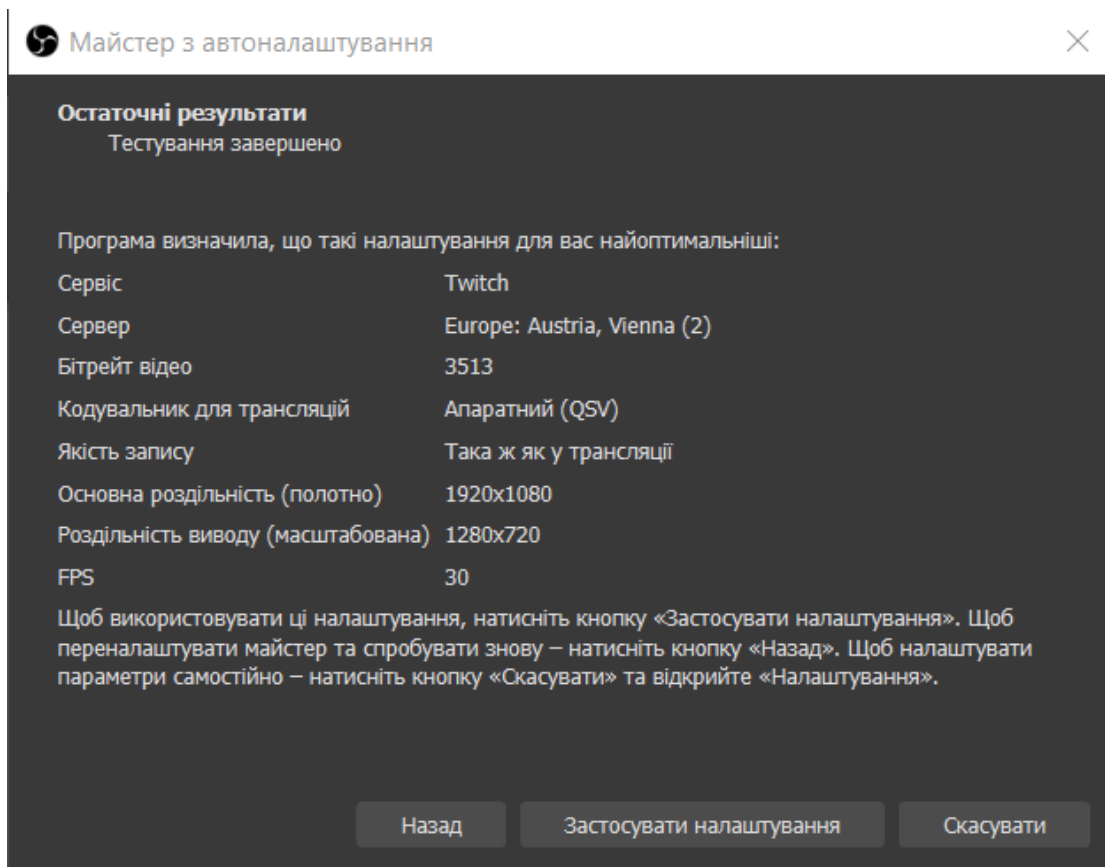 Майстер з автоналаштування
Остаточні результати
Тестування завершено
Програма визначила, що такі налаштування для вас найоптимальніші:
Сервіс Twitch
Сервер Europe: Austria, Vienna (2)
Бітрейт відео 3513
Кодувальник для трансляцій Апаратний (QSV)
Якість запису Така ж як у трансляції
Основна роздільність (полотно) 1920x1080
Роздільність виводу (масштабована) 1280x720
FPS 30
Щоб використовувати ці налаштування, натисніть кнопку «Застосувати налаштування». Щоб
переналаштувати майстер та спробувати знову – натисніть кнопку «Назад». Щоб налаштувати
параметри самостійно – натисніть кнопку «Скасувати» та відкрийте «Налаштування».
Назад Застосувати налаштування Скасувати